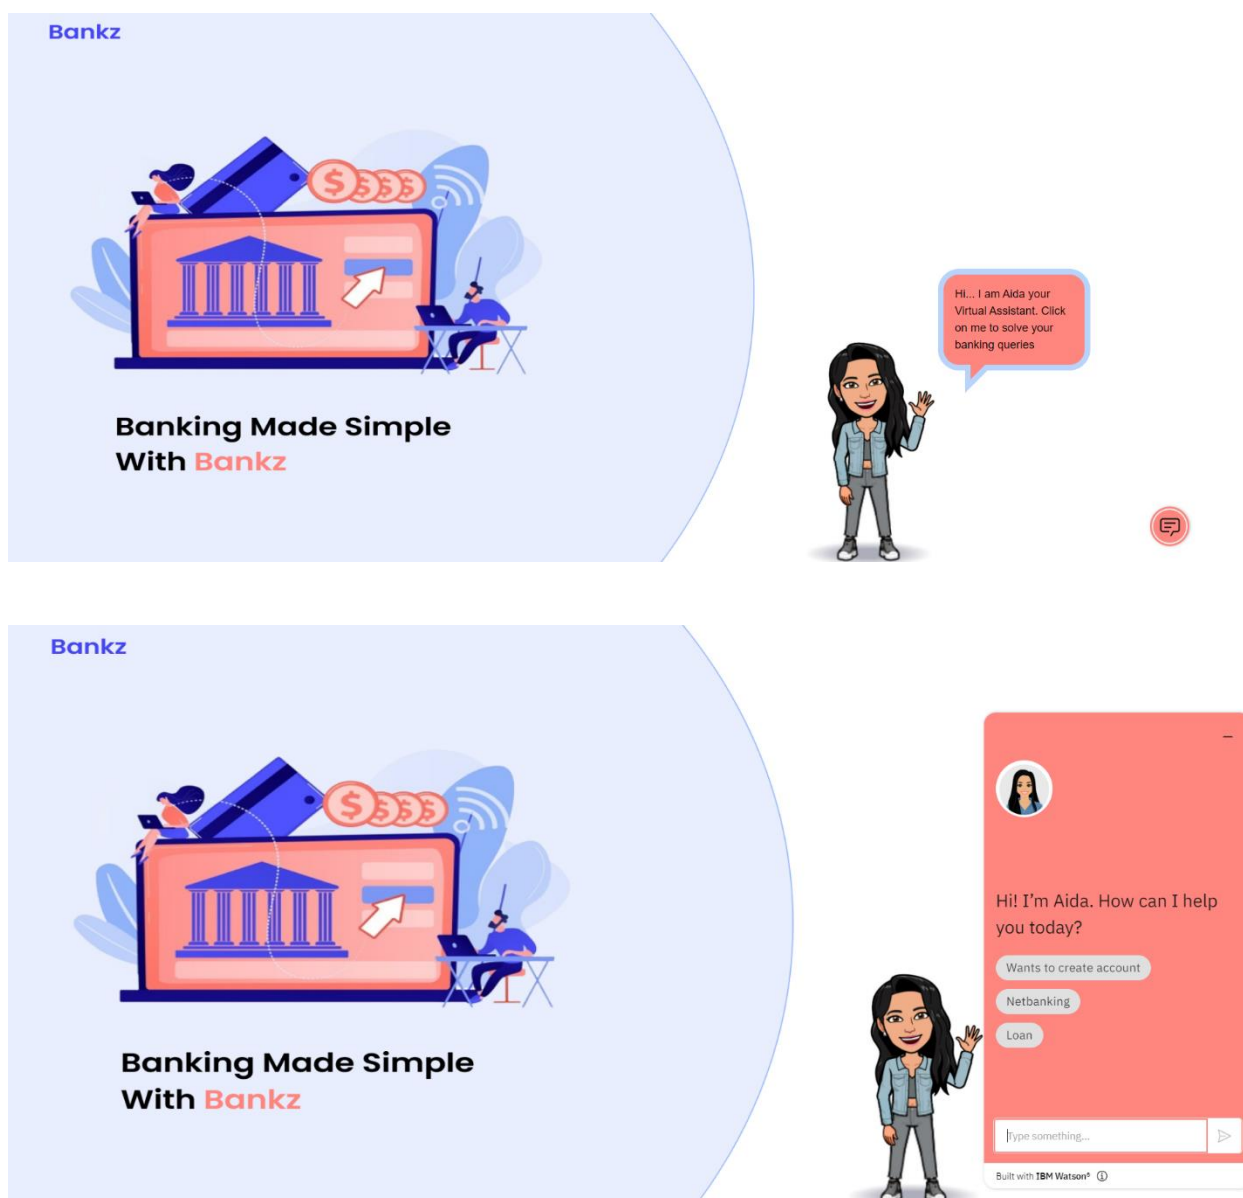 Bankz
Hi... I am Aida your
Virtual Assistant. Click
on me to solve your
banking queries
Banking Made Simple
With Bankz
Bankz
Hi! I'm Aida. How can I help
you today?
Wants to create account
Netbanking
Loan
Banking Made Simple
With Bankz
Type something...
Built with IBM Watson®